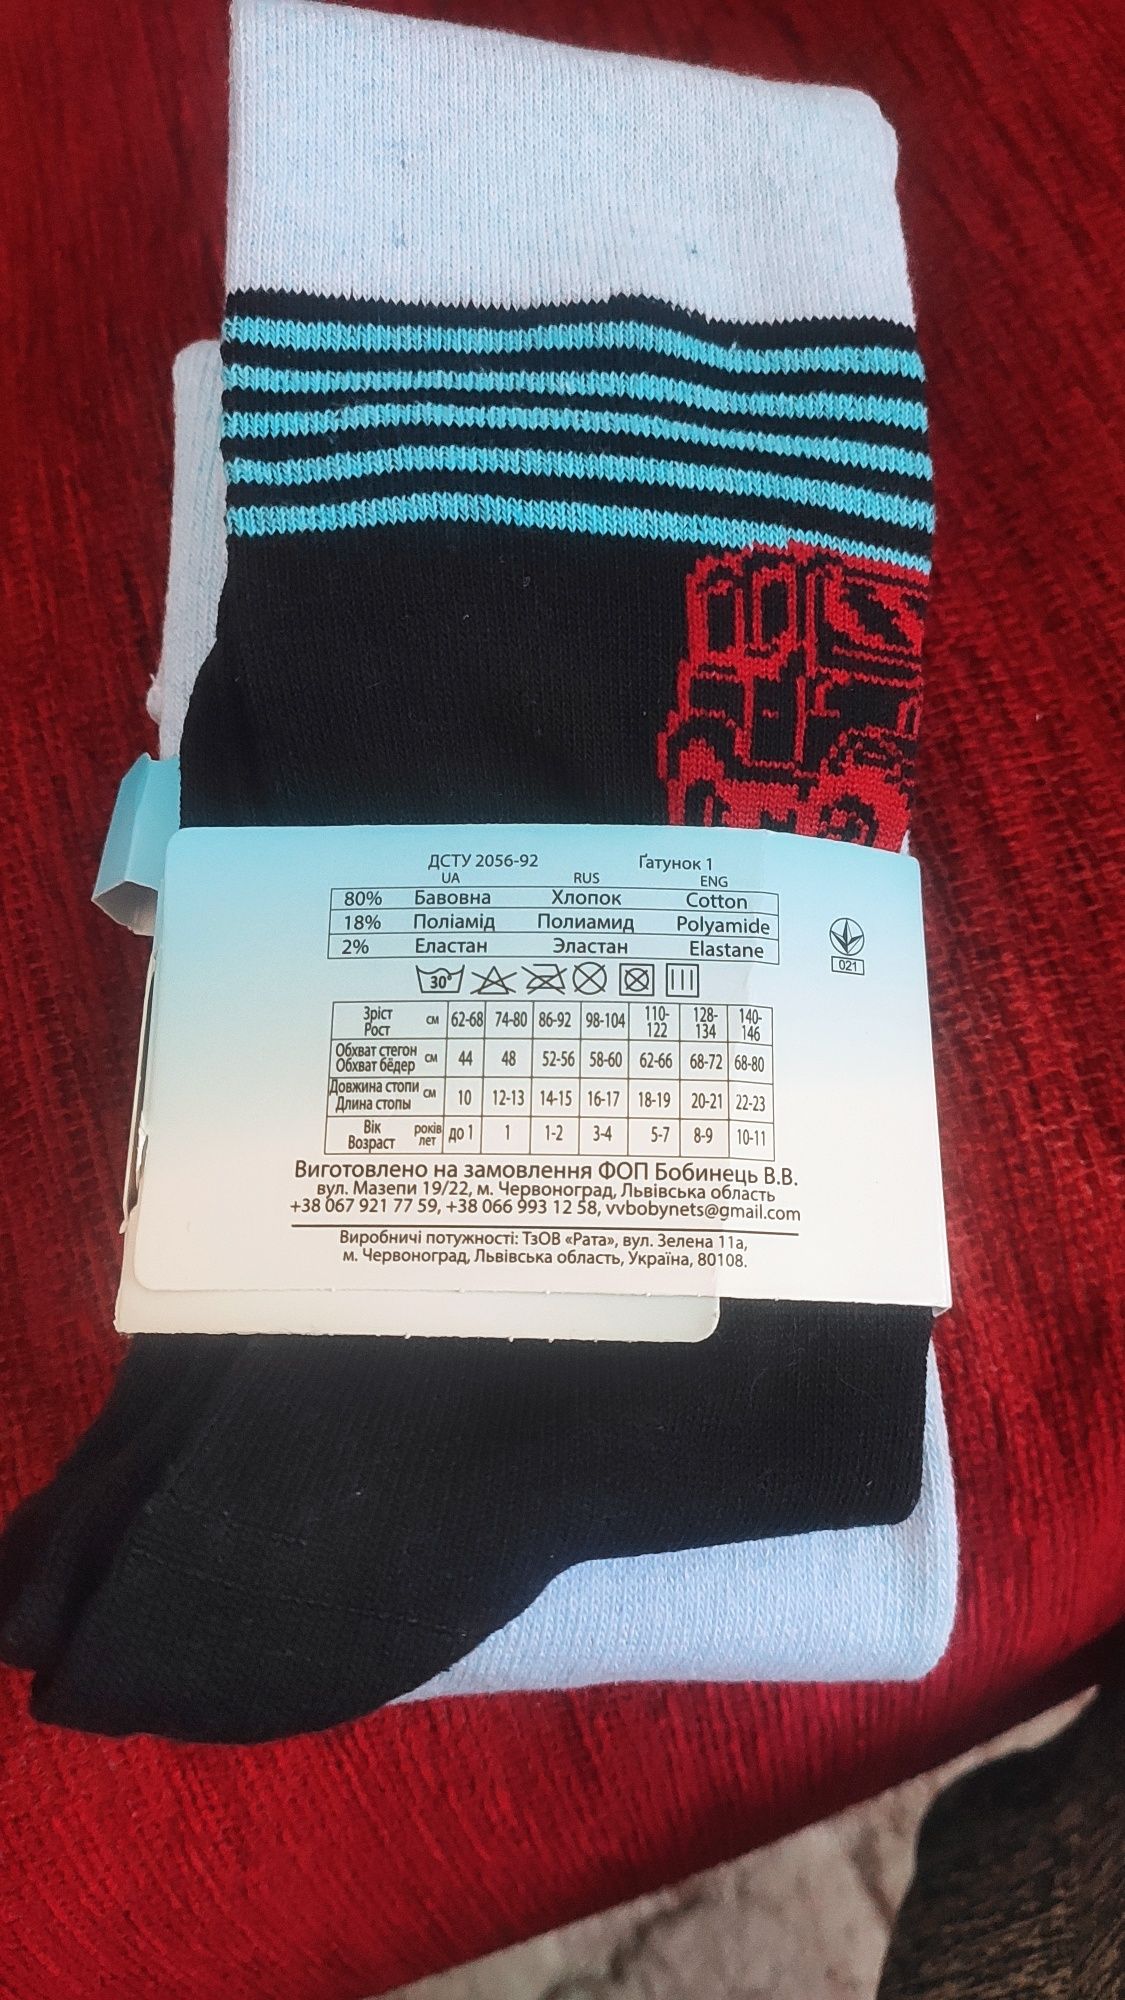 ДСТУ 2056-92 Ґатунок 1
UA RUS ENG
80% Бавовна Хлопок Cotton
18% Поліамід Полиамид Polyamide
2% Еластан Эластан Elastane
021
30°
Зріст Рост см 62-68 74-80 86-92 98-104 110-122 128-134 140-146
Обхват стегон Обхват бёдер см 44 48 52-56 58-60 62-66 68-72 68-80
Довжина стопи Длина стопы см 10 12-13 14-15 16-17 18-19 20-21 22-23
Вік Возраст років лет до 1 1 1-2 3-4 5-7 8-9 10-11
Виготовлено на замовлення ФОП Бобинець В.В.
вул. Мазепи 19/22, м. Червоноград, Львівська область
+38 067 921 77 59, +38 066 993 12 58, vvbobynets@gmail.com
Виробничі потужності: ТзОВ «Рата», вул. Зелена 11а,
м. Червоноград, Львівська область, Україна, 80108.